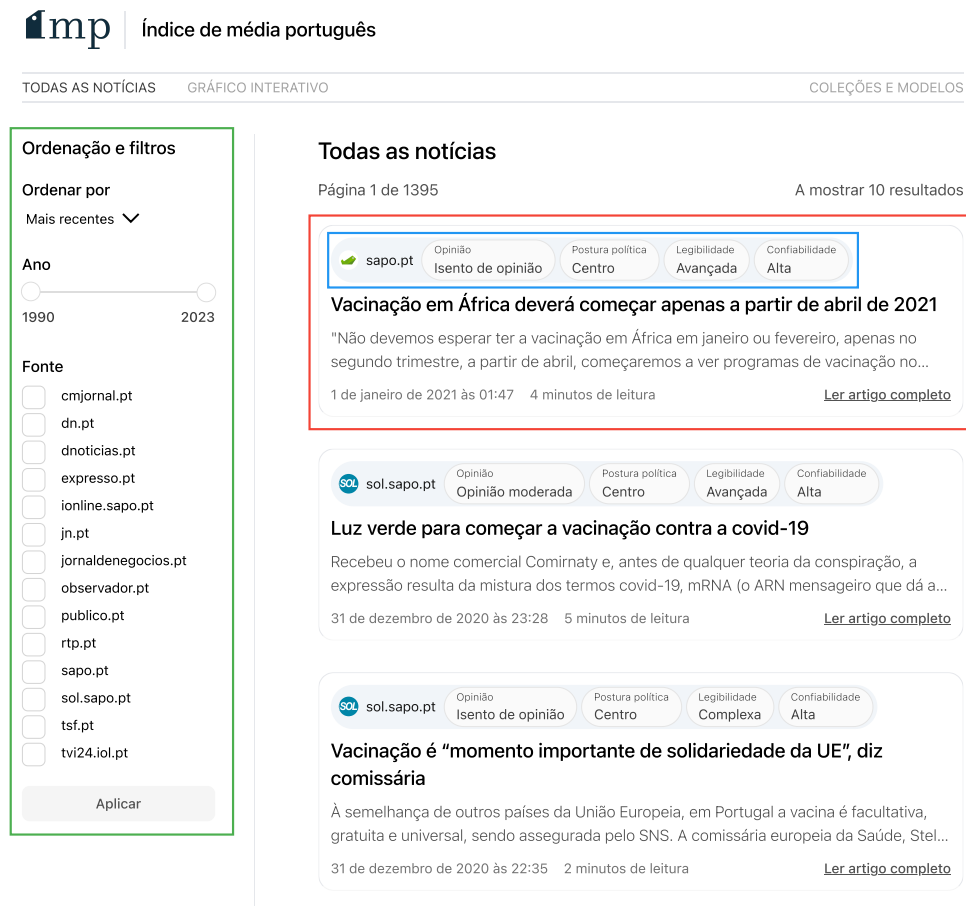 imp
Índice de média português
TODAS AS NOTÍCIAS
GRÁFICO INTERATIVO
COLEÇÕES E MODELOS
Ordenação e filtros
Ordenar por
Mais recentes
Ano
1990
2023
Fonte
cmjornal.pt
dn.pt
dnoticias.pt
expresso.pt
ionline.sapo.pt
jn.pt
jornaldenegocios.pt
observador.pt
publico.pt
rtp.pt
sapo.pt
sol.sapo.pt
tsf.pt
tvi24.iol.pt
Aplicar
Todas as notícias
Página 1 de 1395
A mostrar 10 resultados
sapo.pt
Opinião
Isento de opinião
Postura política
Centro
Legibilidade
Avançada
Confiabilidade
Alta
Vacinação em África deverá começar apenas a partir de abril de 2021
"Não devemos esperar ter a vacinação em África em janeiro ou fevereiro, apenas no
segundo trimestre, a partir de abril, começaremos a ver programas de vacinação no...
1 de janeiro de 2021 às 01:47
4 minutos de leitura
Ler artigo completo
SOL
sol.sapo.pt
Opinião
Opinião moderada
Postura política
Centro
Legibilidade
Avançada
Confiabilidade
Alta
Luz verde para começar a vacinação contra a covid-19
Recebeu o nome comercial Comirnaty e, antes de qualquer teoria da conspiração, a
expressão resulta da mistura dos termos covid-19, mRNA (o ARN mensageiro que dá a...
31 de dezembro de 2020 às 23:28
5 minutos de leitura
Ler artigo completo
SOL
sol.sapo.pt
Opinião
Isento de opinião
Postura política
Centro
Legibilidade
Complexa
Confiabilidade
Alta
Vacinação é “momento importante de solidariedade da UE”, diz
comissária
À semelhança de outros países da União Europeia, em Portugal a vacina é facultativa,
gratuita e universal, sendo assegurada pelo SNS. A comissária europeia da Saúde, Stel...
31 de dezembro de 2020 às 22:35
2 minutos de leitura
Ler artigo completo